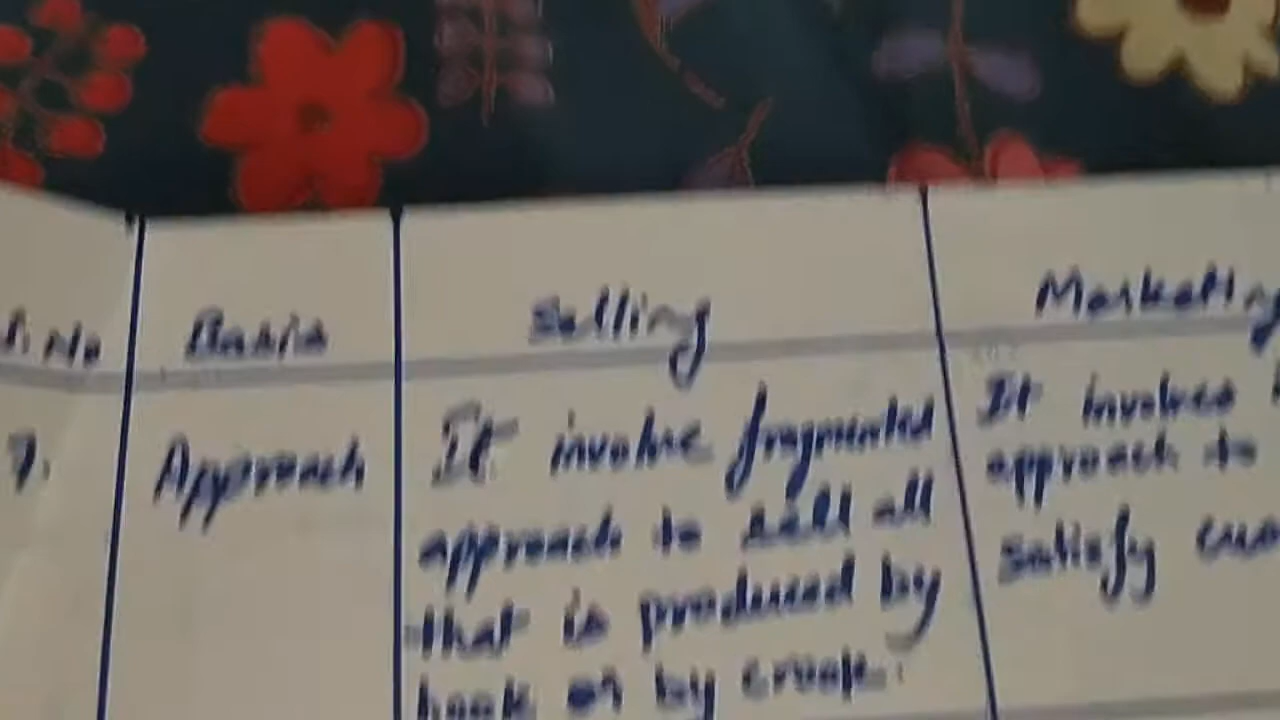 S.No Basis Selling Marketing
7. Approach It involve fragmented
approach to sell all
that is produced by
hook or by crook.
It involves
approach to
satisfy